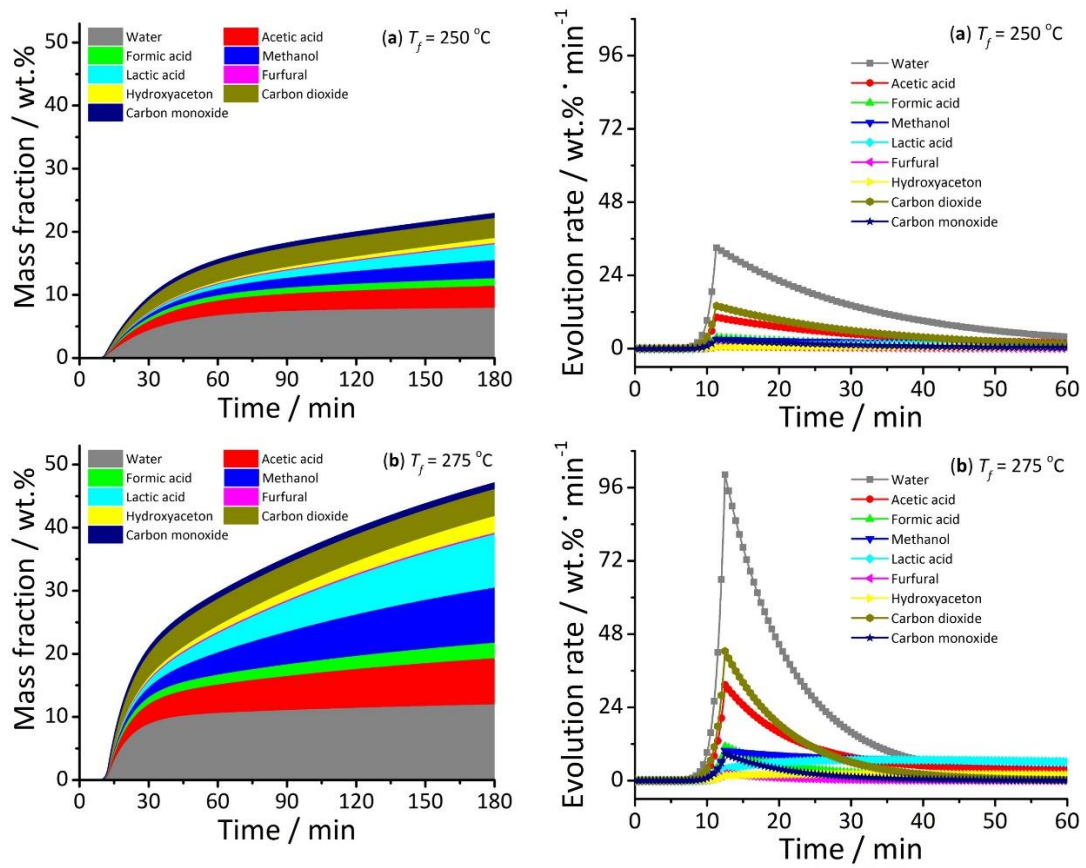 (a) T_f = 250 °C
Water
Acetic acid
Formic acid
Methanol
Lactic acid
Furfural
Hydroxyaceton
Carbon dioxide
Carbon monoxide
Mass fraction / wt.%
50
40
30
20
10
0
0 30 60 90 120 150 180
Time / min
(a) T_f = 250 °C
Water
Acetic acid
Formic acid
Methanol
Lactic acid
Furfural
Hydroxyaceton
Carbon dioxide
Carbon monoxide
Evolution rate / wt.%· min⁻¹
96
72
48
24
0
0 10 20 30 40 50 60
Time / min
(b) T_f = 275 °C
Water
Acetic acid
Formic acid
Methanol
Lactic acid
Furfural
Hydroxyaceton
Carbon dioxide
Carbon monoxide
Mass fraction / wt.%
50
40
30
20
10
0
0 30 60 90 120 150 180
Time / min
(b) T_f = 275 °C
Water
Acetic acid
Formic acid
Methanol
Lactic acid
Furfural
Hydroxyaceton
Carbon dioxide
Carbon monoxide
Evolution rate / wt.%· min⁻¹
96
72
48
24
0
0 10 20 30 40 50 60
Time / min